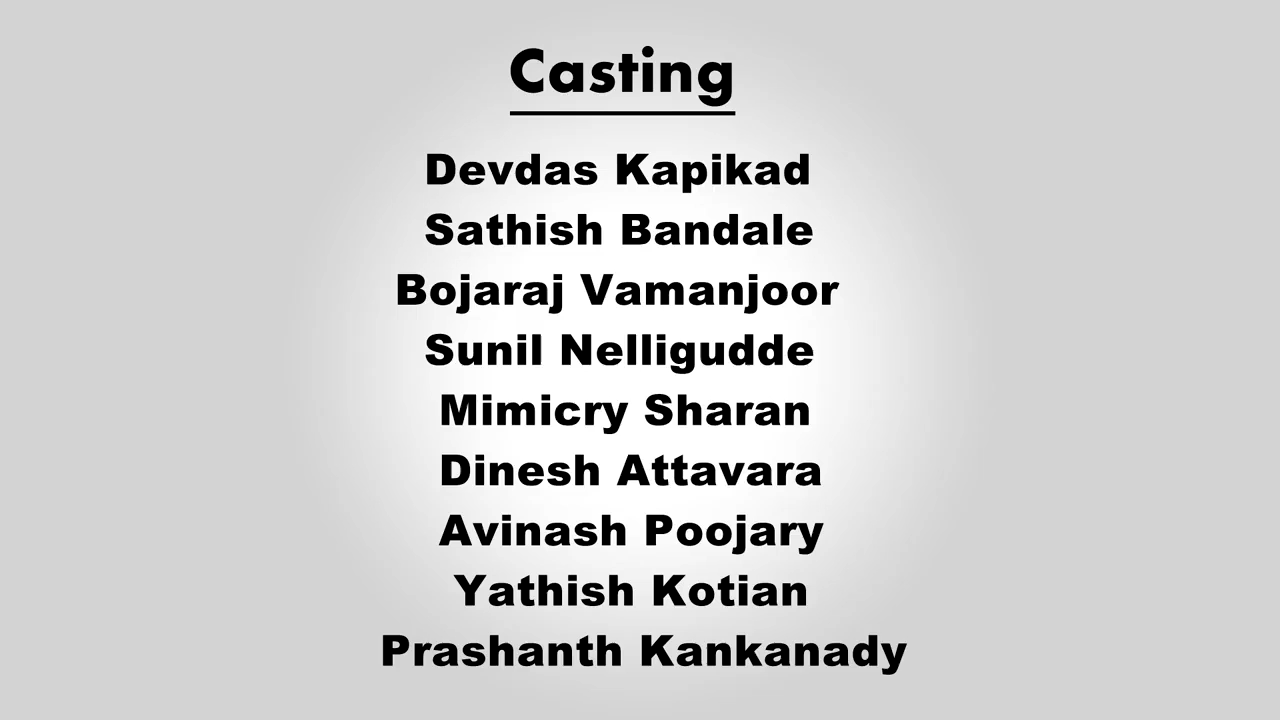 Casting
Devdas Kapikad
Sathish Bandale
Bojaraj Vamanjoor
Sunil Nelligudde
Mimicry Sharan
Dinesh Attavara
Avinash Poojary
Yathish Kotian
Prashanth Kankanady